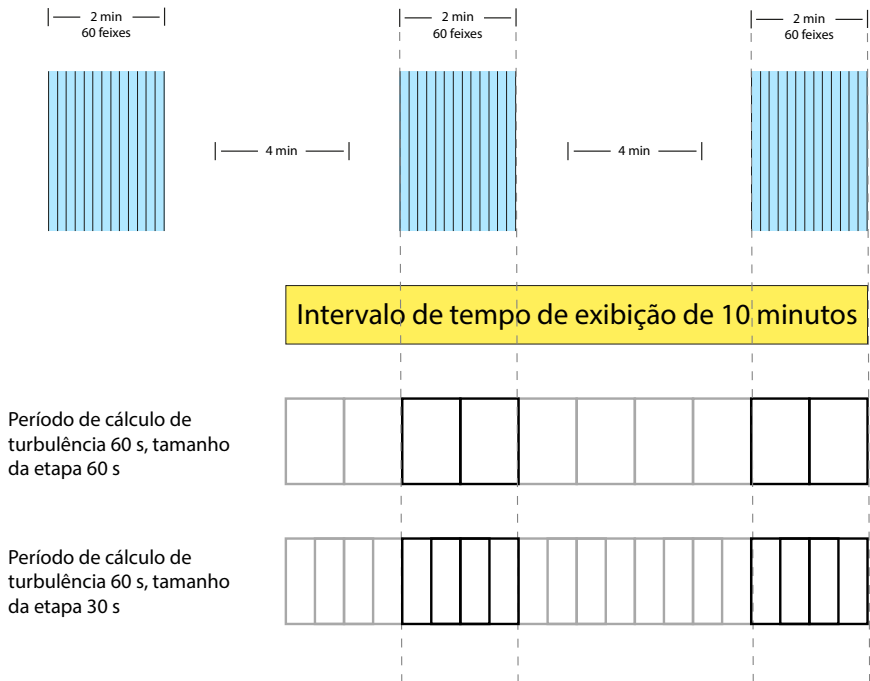 2 min
60 feixes
2 min
60 feixes
2 min
60 feixes
4 min
4 min
Intervalo de tempo de exibição de 10 minutos
Período de cálculo de
turbulência 60 s, tamanho
da etapa 60 s
Período de cálculo de
turbulência 60 s, tamanho
da etapa 30 s